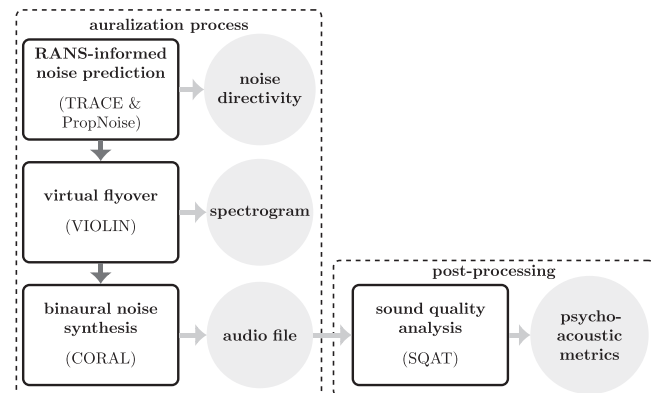 auralization process
RANS-informed
noise prediction
(TRACE &
PropNoise)
noise
directivity
virtual flyover
(VIOLIN)
spectrogram
binaural noise
synthesis
(CORAL)
audio file
post-processing
sound quality
analysis
(SQAT)
psycho-
acoustic
metrics